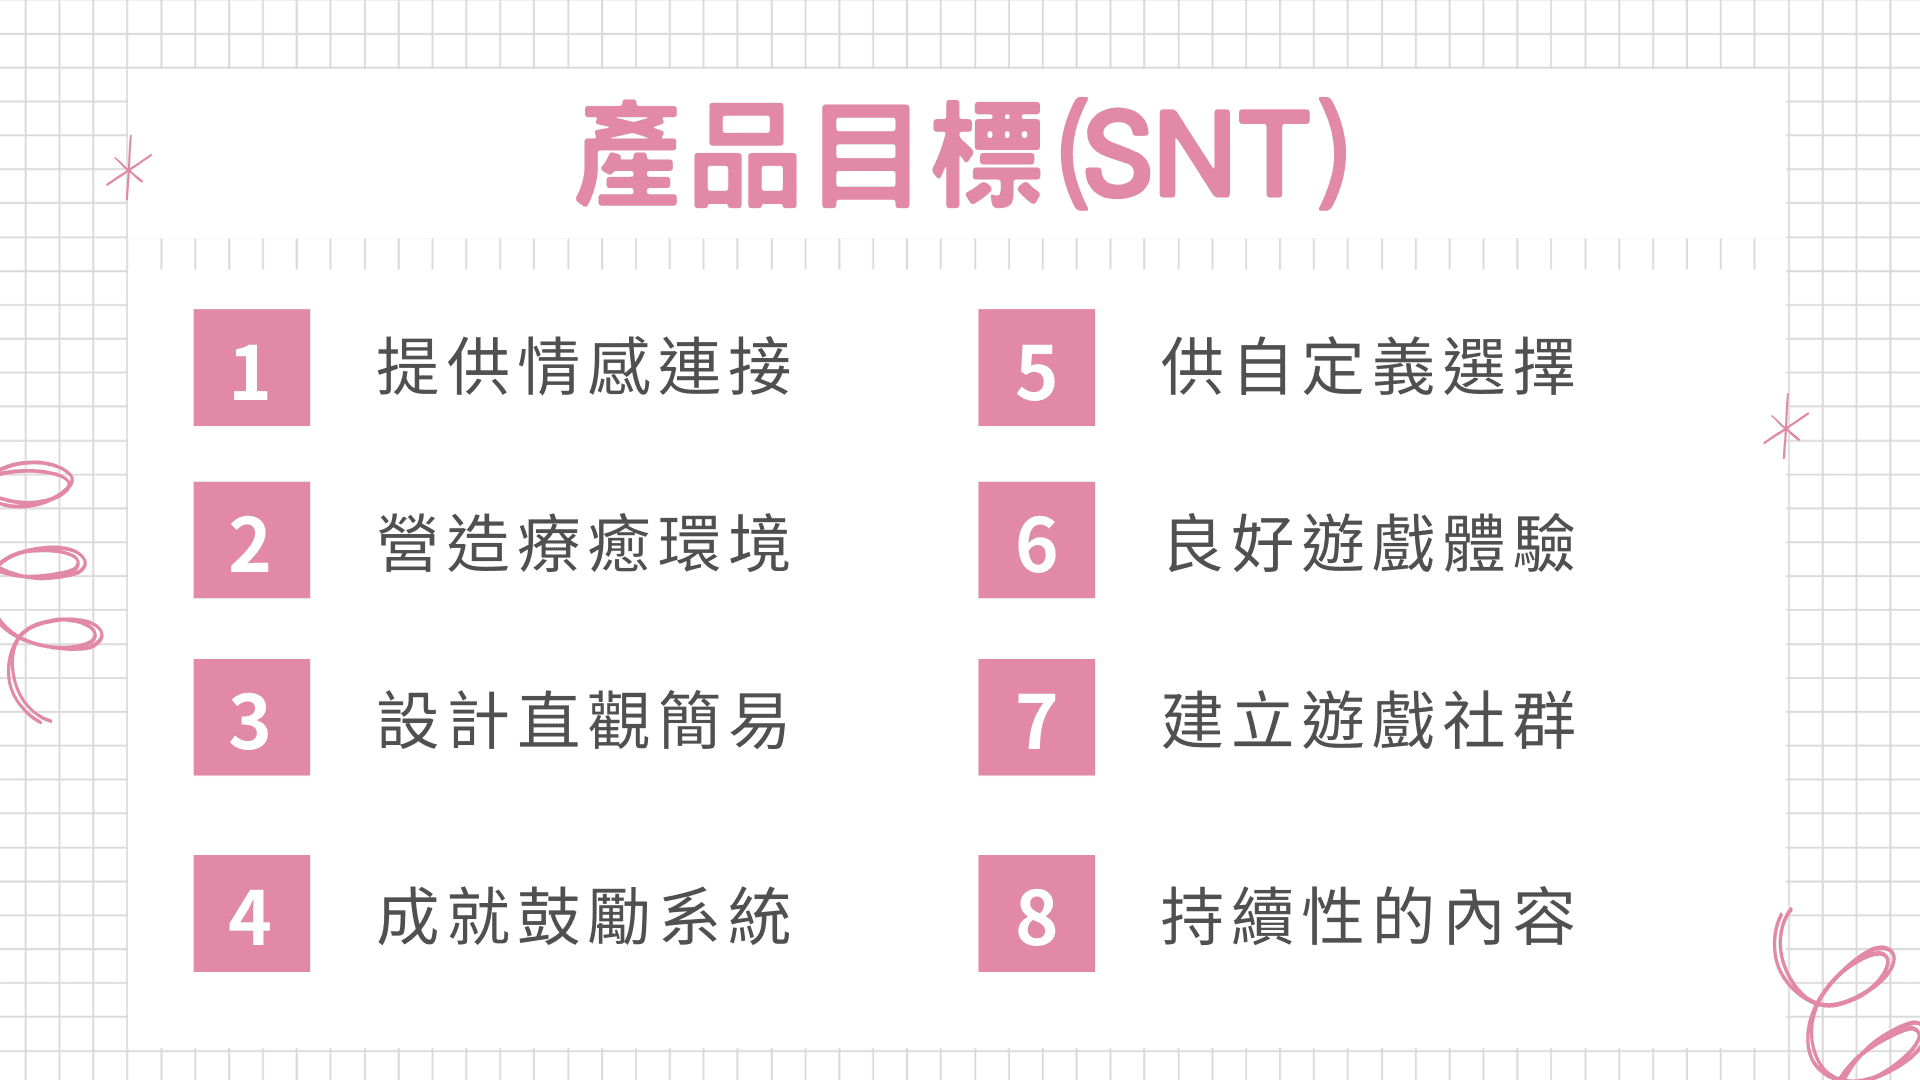 產品目標(SNT)
1 提供情感連接
2 營造療癒環境
3 設計直觀簡易
4 成就鼓勵系統
5 供自定義選擇
6 良好遊戲體驗
7 建立遊戲社群
8 持續性的內容